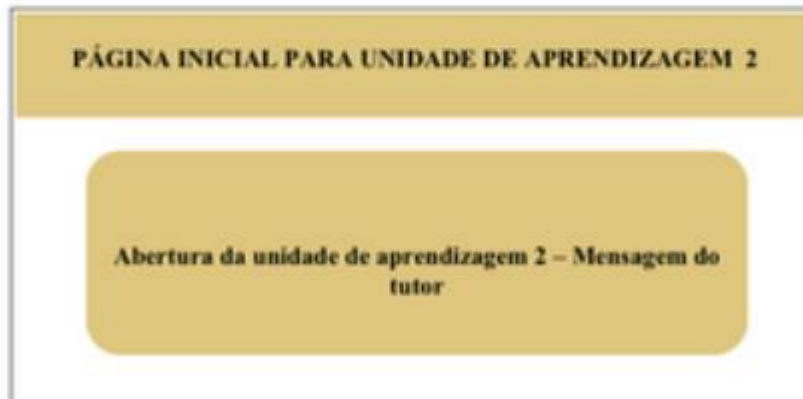 PÁGINA INICIAL PARA UNIDADE DE APRENDIZAGEM 2
Abertura da unidade de aprendizagem 2 – Mensagem do
tutor